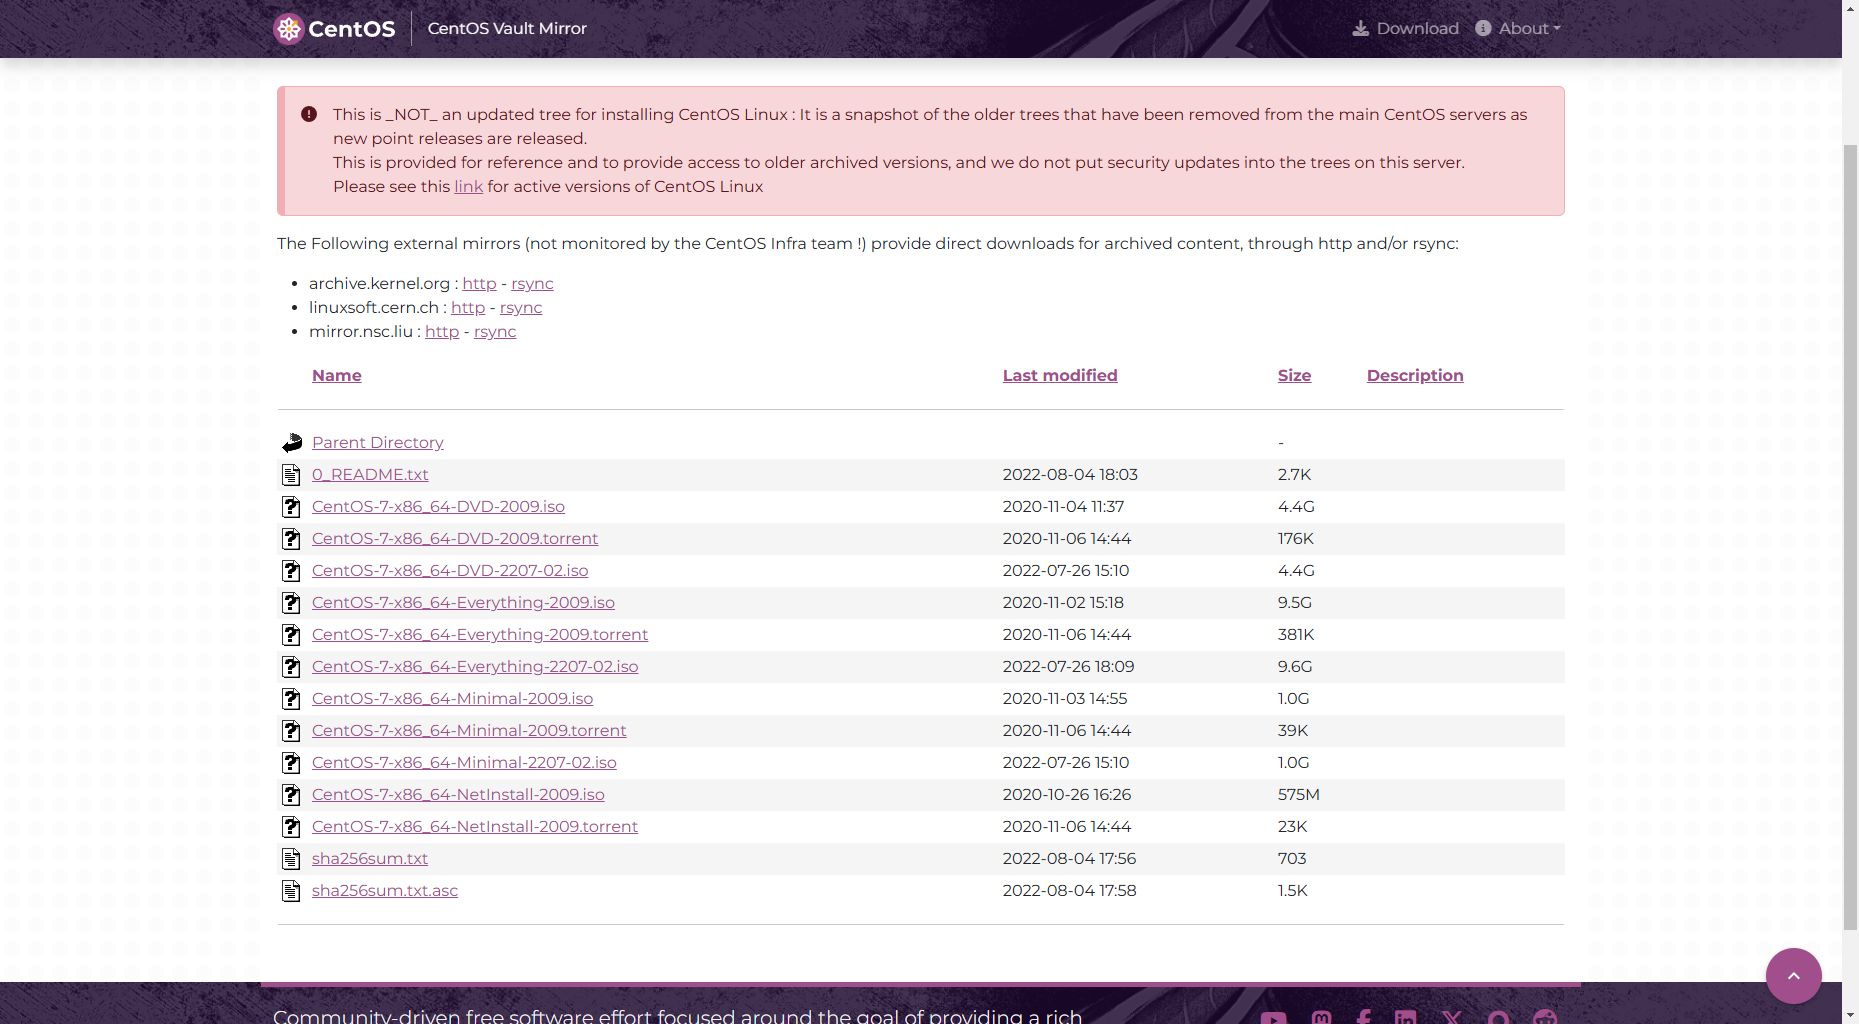 CentOS CentOS Vault Mirror Download About
This is _NOT_ an updated tree for installing CentOS Linux : It is a snapshot of the older trees that have been removed from the main CentOS servers as
new point releases are released.
This is provided for reference and to provide access to older archived versions, and we do not put security updates into the trees on this server.
Please see this link for active versions of CentOS Linux
The Following external mirrors (not monitored by the CentOS Infra team !) provide direct downloads for archived content, through http and/or rsync:
• archive.kernel.org : http - rsync
• linuxsoft.cern.ch : http - rsync
• mirror.nsc.liu : http - rsync
Name Last modified Size Description
Parent Directory -
0_README.txt 2022-08-04 18:03 2.7K
CentOS-7-x86_64-DVD-2009.iso 2020-11-04 11:37 4.4G
CentOS-7-x86_64-DVD-2009.torrent 2020-11-06 14:44 176K
CentOS-7-x86_64-DVD-2207-02.iso 2022-07-26 15:10 4.4G
CentOS-7-x86_64-Everything-2009.iso 2020-11-02 15:18 9.5G
CentOS-7-x86_64-Everything-2009.torrent 2020-11-06 14:44 381K
CentOS-7-x86_64-Everything-2207-02.iso 2022-07-26 18:09 9.6G
CentOS-7-x86_64-Minimal-2009.iso 2020-11-03 14:55 1.0G
CentOS-7-x86_64-Minimal-2009.torrent 2020-11-06 14:44 39K
CentOS-7-x86_64-Minimal-2207-02.iso 2022-07-26 15:10 1.0G
CentOS-7-x86_64-NetInstall-2009.iso 2020-10-26 16:26 575M
CentOS-7-x86_64-NetInstall-2009.torrent 2020-11-06 14:44 23K
sha256sum.txt 2022-08-04 17:56 703
sha256sum.txt.asc 2022-08-04 17:58 1.5K
Community-driven free software effort focused around the goal of providing a rich